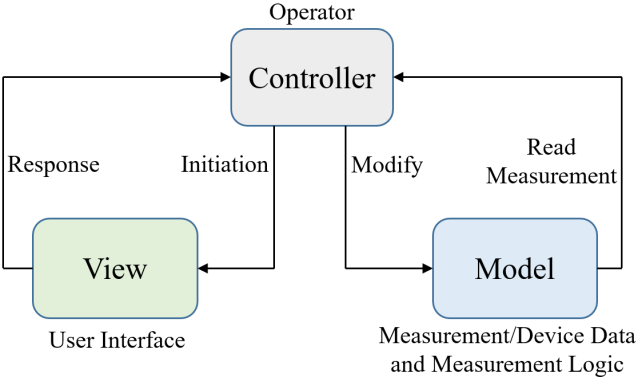 Operator
Controller
Response
Initiation
Modify
Read
Measurement
View
Model
User Interface
Measurement/Device Data
and Measurement Logic